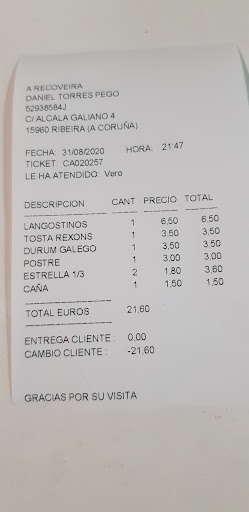 A RECOVEIRA
DANIEL TORRES PEGO
52938584J
C/ ALCALA GALIANO 4
15960 RIBEIRA (A CORUÑA)
FECHA: 31/08/2020 HORA: 21:47
TICKET: CA020257
LE HA ATENDIDO: Vero
DESCRIPCION CANT PRECIO TOTAL
LANGOSTINOS 1 6,50 6,50
TOSTA REXONS 1 3,50 3,50
DURUM GALEGO 1 3,50 3,50
POSTRE 1 3,00 3,00
ESTRELLA 1/3 2 1,80 3,60
CAÑA 1 1,50 1,50
TOTAL EUROS 21,60
ENTREGA CLIENTE : 0,00
CAMBIO CLIENTE : -21,60
GRACIAS POR SU VISITA